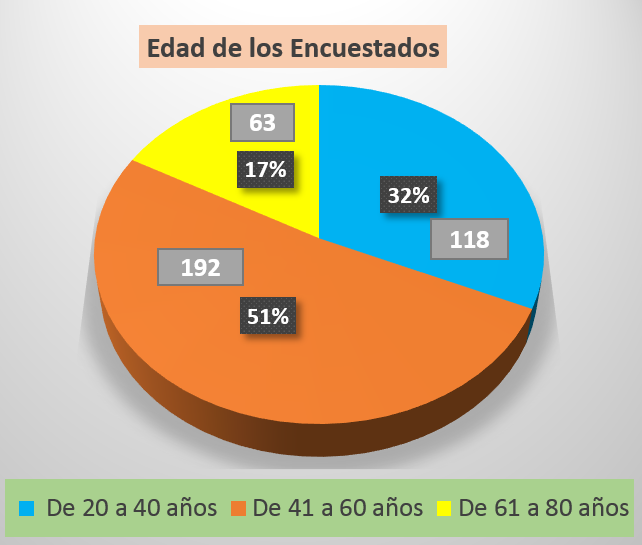 Edad de los Encuestados
63
17%
32%
118
192
51%
De 20 a 40 años
De 41 a 60 años
De 61 a 80 años